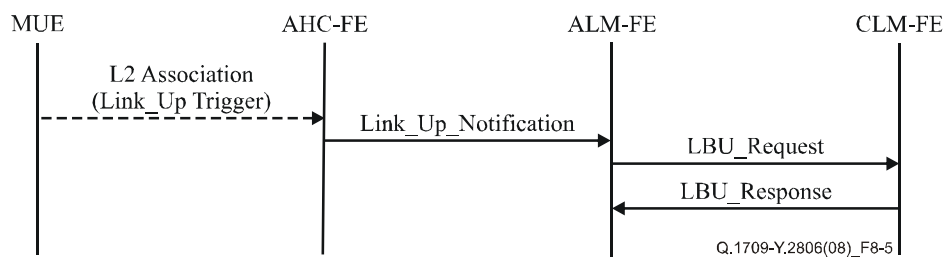 MUE AHC-FE ALM-FE CLM-FE
L2 Association
(Link_Up Trigger)
Link_Up_Notification
LBU_Request
LBU_Response
Q.1709-Y.2806(08)_F8-5